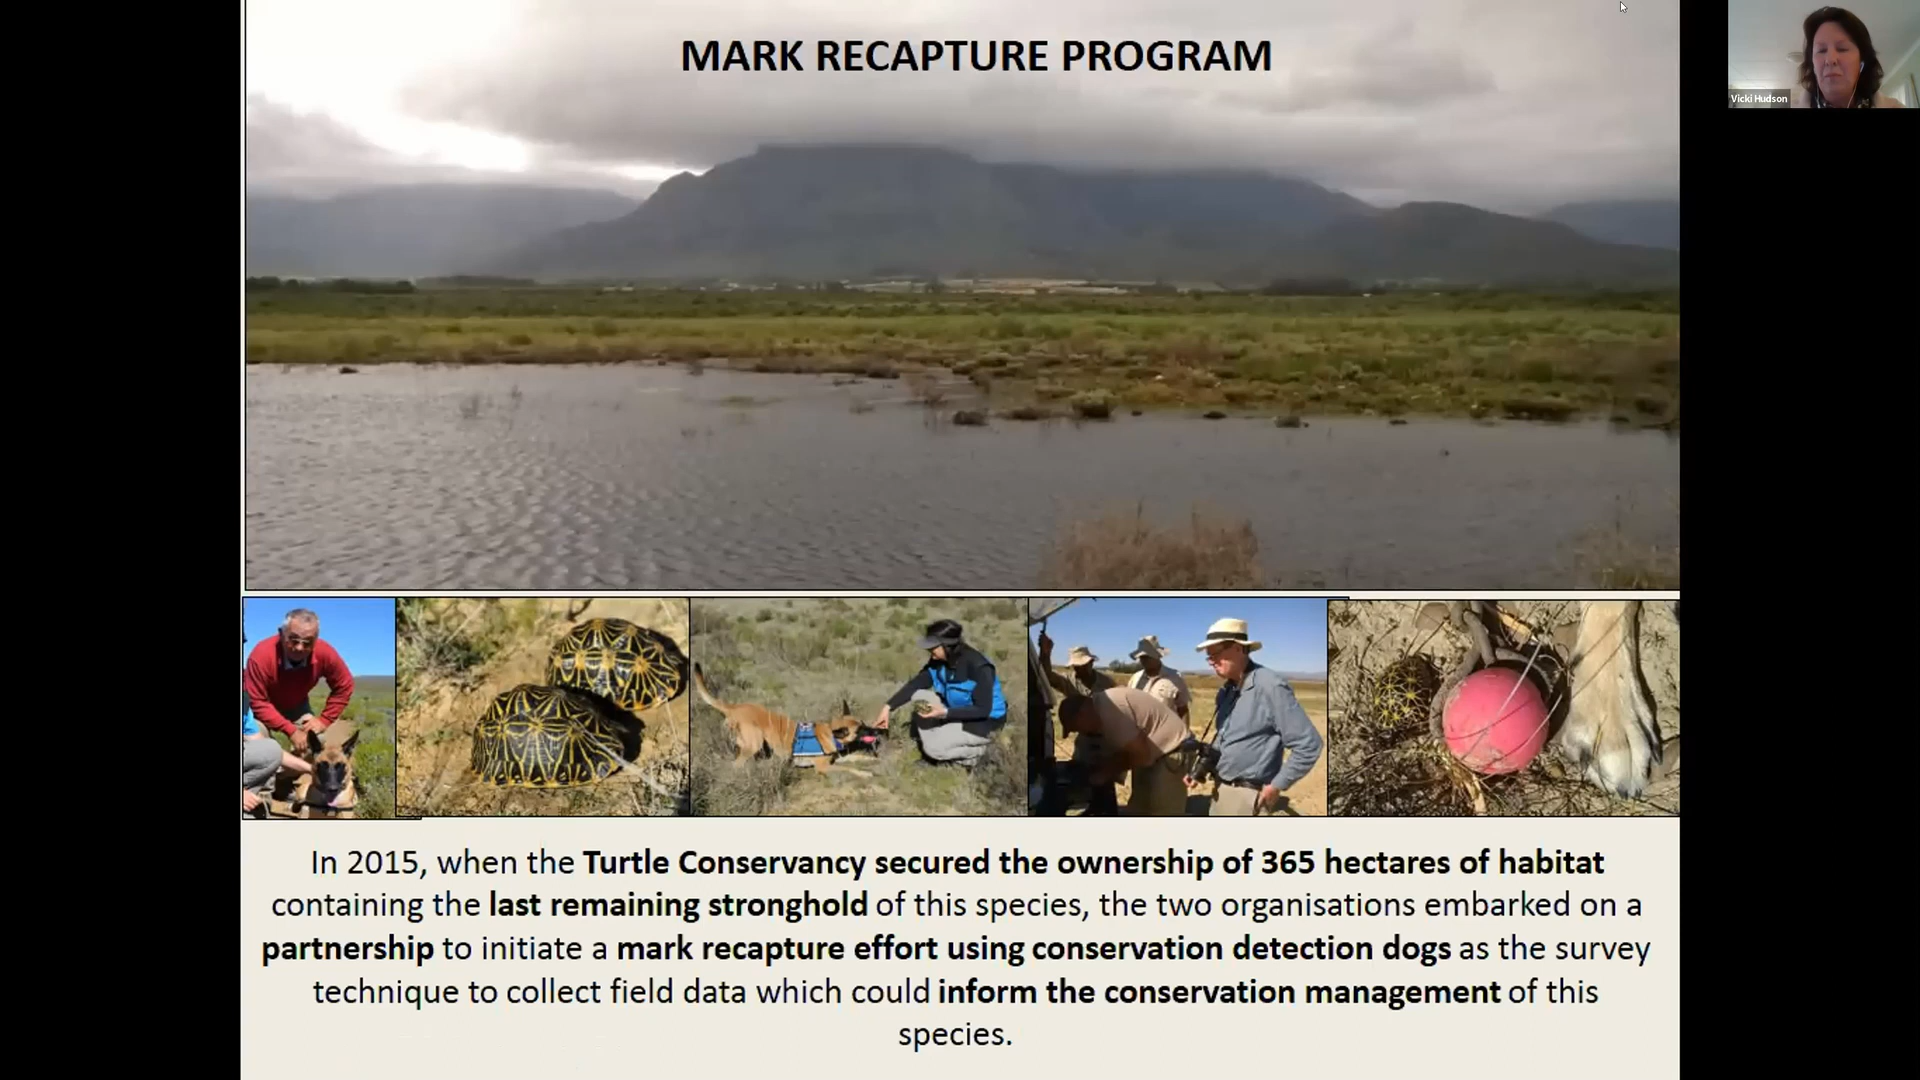 MARK RECAPTURE PROGRAM
Vicki Hudson
In 2015, when the Turtle Conservancy secured the ownership of 365 hectares of habitat
containing the last remaining stronghold of this species, the two organisations embarked on a
partnership to initiate a mark recapture effort using conservation detection dogs as the survey
technique to collect field data which could inform the conservation management of this
species.